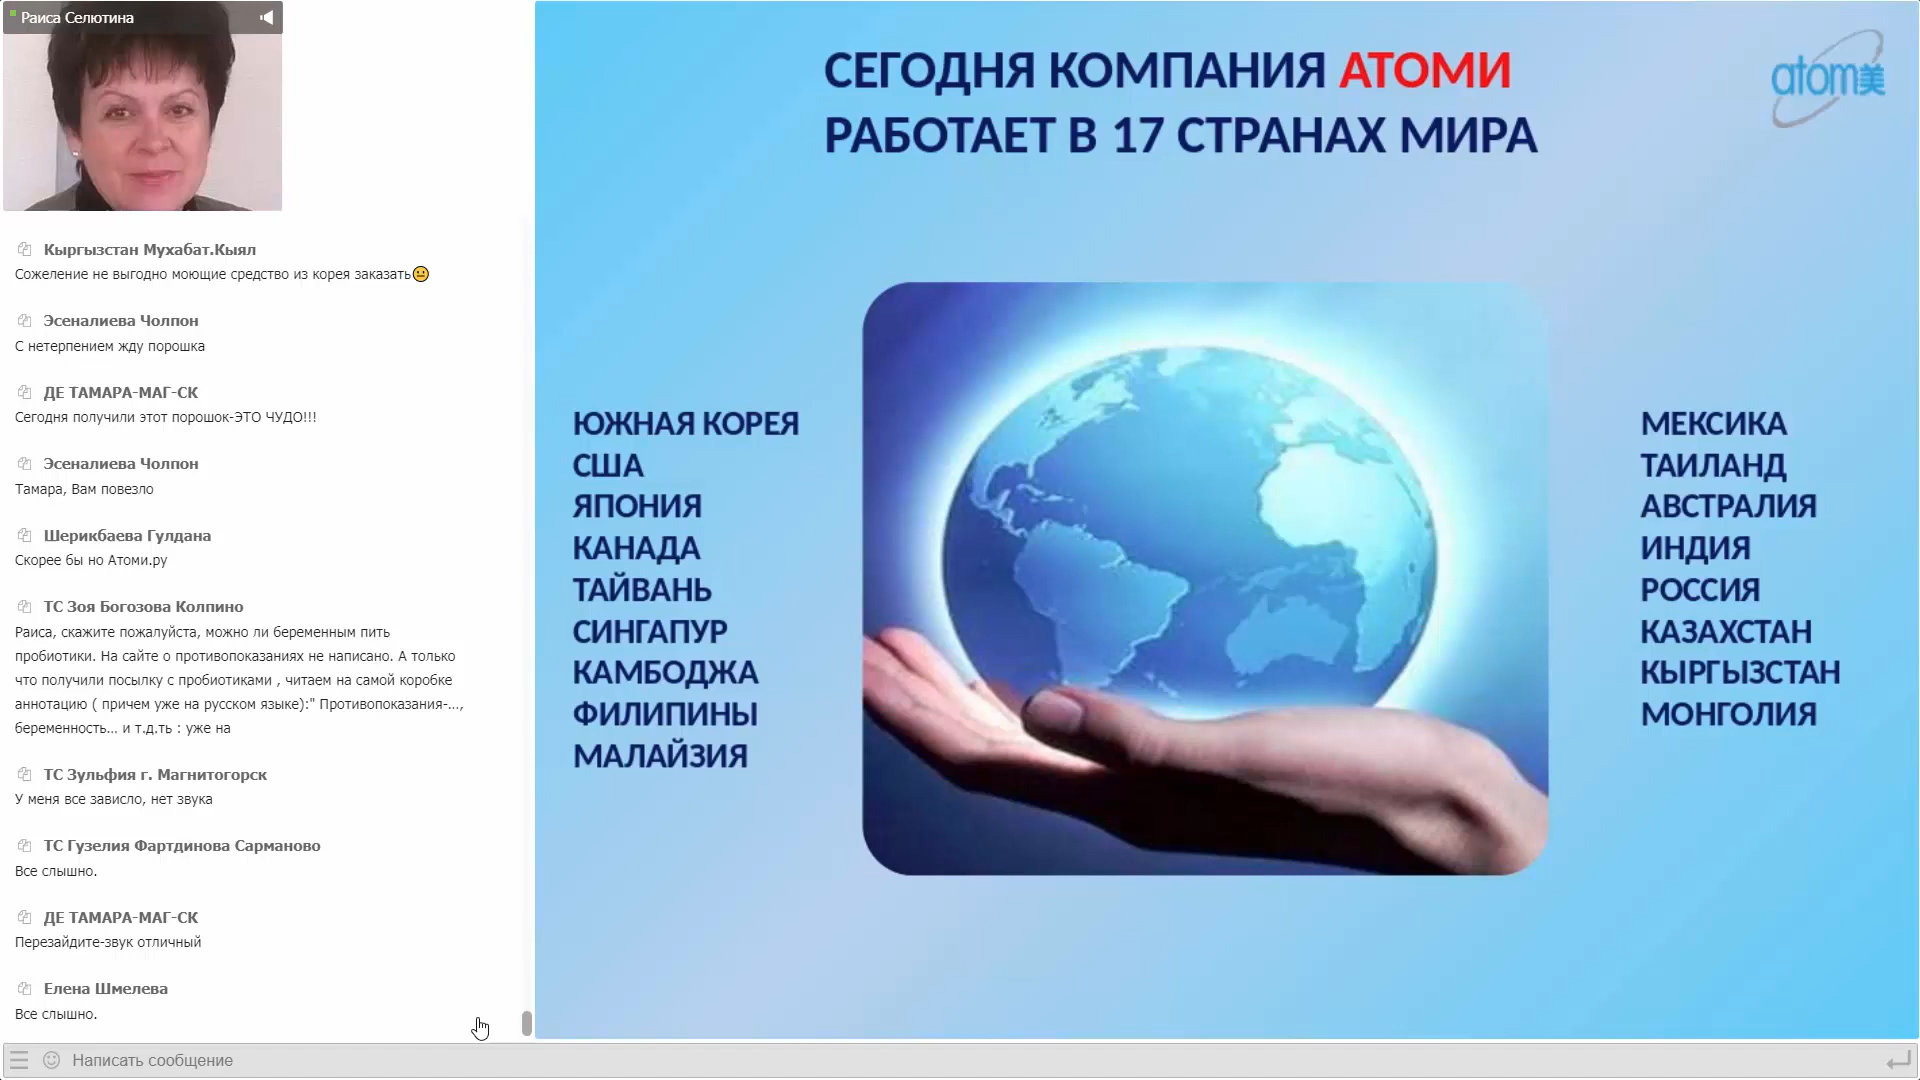 Раиса Селютина
Кыргызстан Мухабат.Кыял
Сожеление не выгодно моющие средство из корея заказать😐
Эсеналиева Чолпон
С нетерпением жду порошка
ДЕ ТАМАРА-МАГ-СК
Сегодня получили этот порошок-ЭТО ЧУДО!!!
Эсеналиева Чолпон
Тамара, Вам повезло
Шерикбаева Гулдана
Скорее бы но Атоми.ру
ТС Зоя Богозова Колпино
Раиса, скажите пожалуйста, можно ли беременным пить
пробиотики. На сайте о противопоказаниях не написано. А только
что получили посылку с пробиотиками , читаем на самой коробке
аннотацию ( причем уже на русском языке):" Противопоказания-...,
беременность... и т.д.ть : уже на
ТС Зульфия г. Магнитогорск
У меня все зависло, нет звука
ТС Гузелия Фартдинова Сарманово
Все слышно.
ДЕ ТАМАРА-МАГ-СК
Перезайдите-звук отличный
Елена Шмелева
Все слышно.
Написать сообщение
СЕГОДНЯ КОМПАНИЯ АТОМИ
РАБОТАЕТ В 17 СТРАНАХ МИРА
atom美
ЮЖНАЯ КОРЕЯ
США
ЯПОНИЯ
КАНАДА
ТАЙВАНЬ
СИНГАПУР
КАМБОДЖА
ФИЛИПИНЫ
МАЛАЙЗИЯ
МЕКСИКА
ТАИЛАНД
АВСТРАЛИЯ
ИНДИЯ
РОССИЯ
КАЗАХСТАН
КЫРГЫЗСТАН
МОНГОЛИЯ